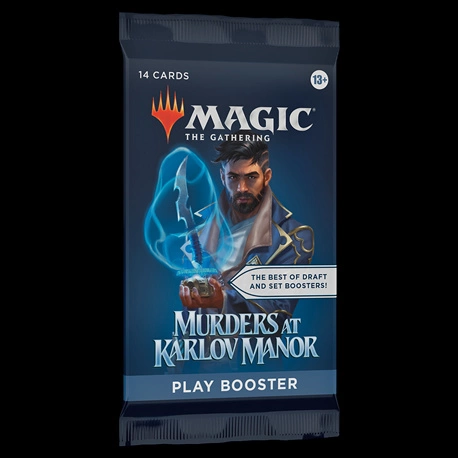 14 CARDS
13+
MAGIC
THE GATHERING
THE BEST OF DRAFT
AND SET BOOSTERS!
MURDERS AT
KARLOV MANOR
PLAY BOOSTER